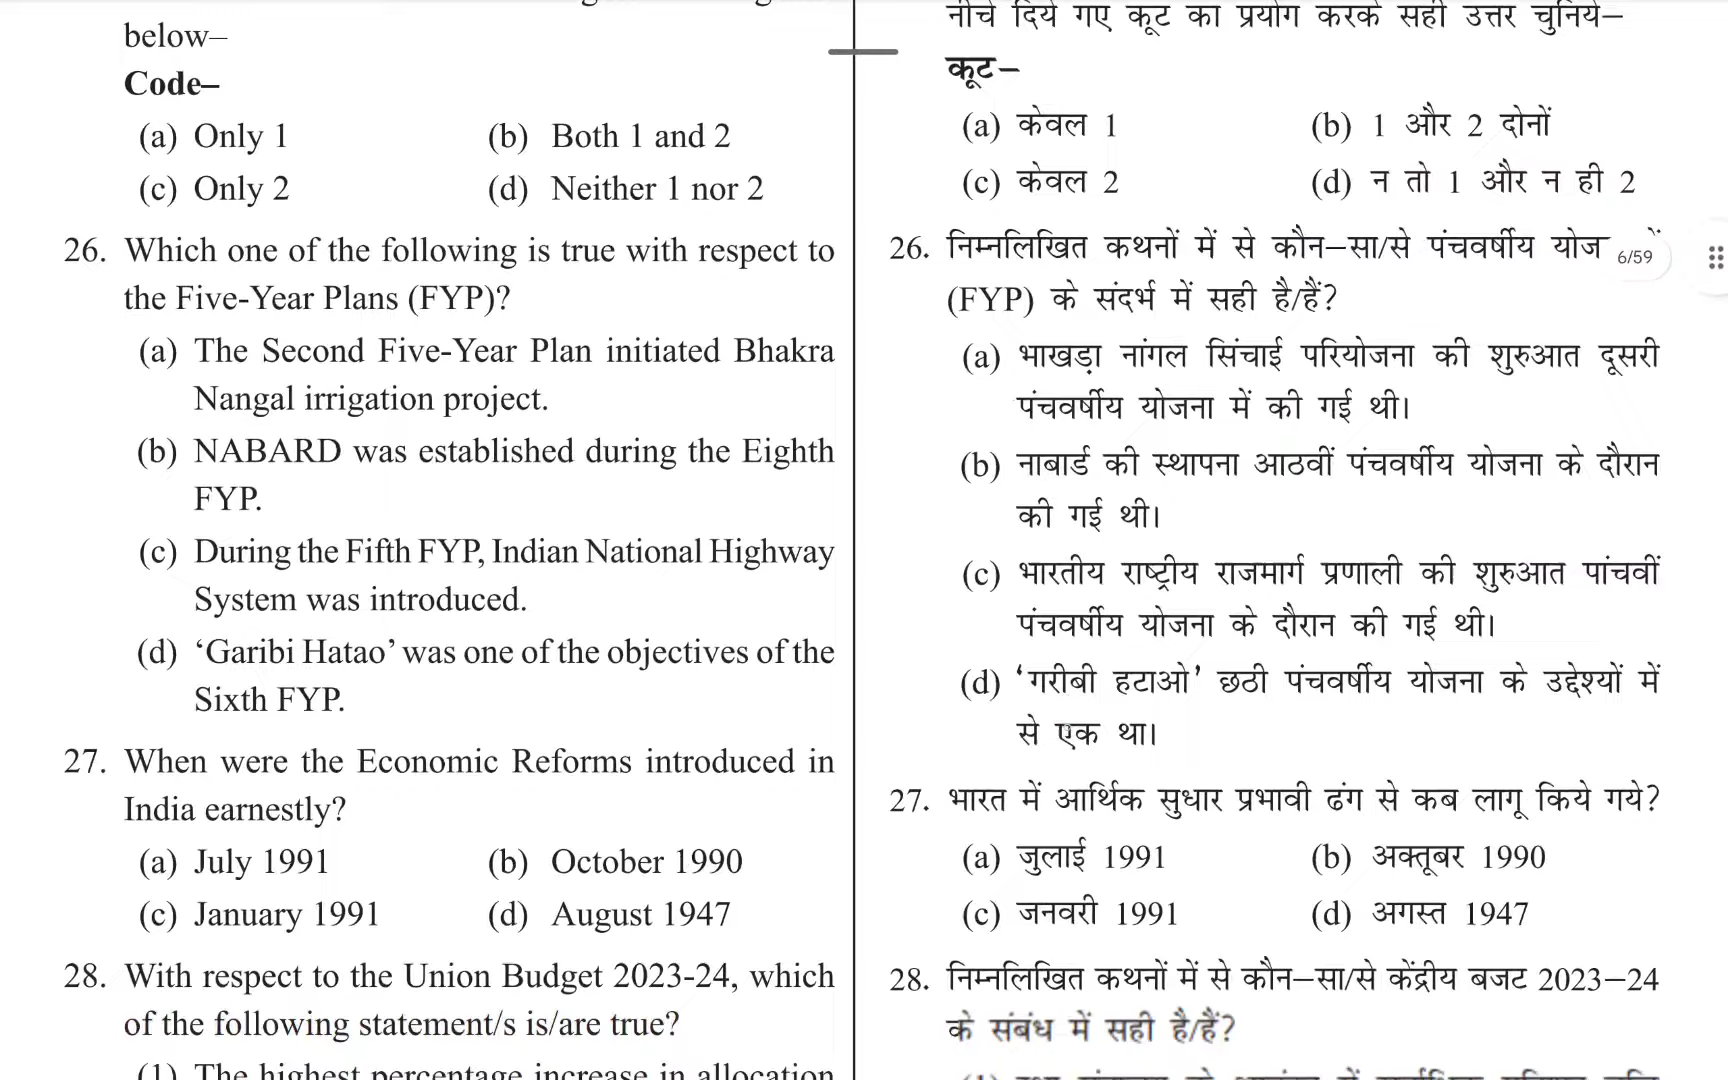 below–
Code–
(a) Only 1 (b) Both 1 and 2
(c) Only 2 (d) Neither 1 nor 2
26. Which one of the following is true with respect to
the Five-Year Plans (FYP)?
(a) The Second Five-Year Plan initiated Bhakra
Nangal irrigation project.
(b) NABARD was established during the Eighth
FYP.
(c) During the Fifth FYP, Indian National Highway
System was introduced.
(d) ‘Garibi Hatao’ was one of the objectives of the
Sixth FYP.
27. When were the Economic Reforms introduced in
India earnestly?
(a) July 1991 (b) October 1990
(c) January 1991 (d) August 1947
28. With respect to the Union Budget 2023-24, which
of the following statement/s is/are true?
(1) The highest percentage increase in allocation
नीचे दिये गए कूट का प्रयोग करके सही उत्तर चुनिये–
कूट–
(a) केवल 1 (b) 1 और 2 दोनों
(c) केवल 2 (d) न तो 1 और न ही 2
26. निम्नलिखित कथनों में से कौन–सा/से पंचवर्षीय
6/59
(FYP) के संदर्भ में सही है/हैं?
(a) भाखड़ा नांगल सिंचाई परियोजना की शुरुआत दूसरी
पंचवर्षीय योजना में की गई थी।
(b) नाबार्ड की स्थापना आठवीं पंचवर्षीय योजना के दौरान
की गई थी।
(c) भारतीय राष्ट्रीय राजमार्ग प्रणाली की शुरुआत पांचवीं
पंचवर्षीय योजना के दौरान की गई थी।
(d) ‘गरीबी हटाओ’ छठी पंचवर्षीय योजना के उद्देश्यों में
से एक था।
27. भारत में आर्थिक सुधार प्रभावी ढंग से कब लागू किये गये?
(a) जुलाई 1991 (b) अक्तूबर 1990
(c) जनवरी 1991 (d) अगस्त 1947
28. निम्नलिखित कथनों में से कौन–सा/से केंद्रीय बजट 2023–24
के संबंध में सही है/हैं?